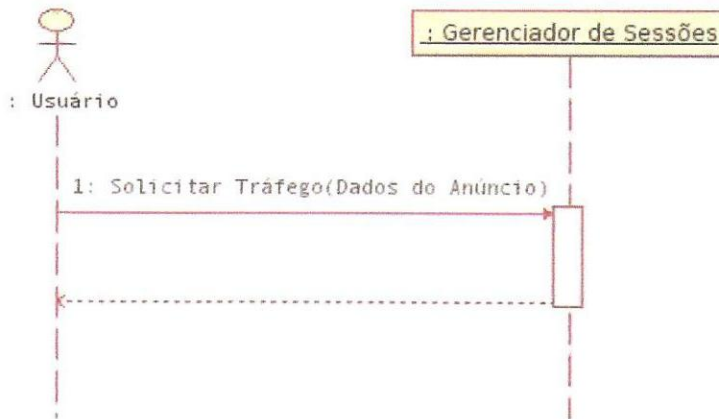 : Gerenciador de Sessões
: Usuário
1: Solicitar Tráfego(Dados do Anúncio)